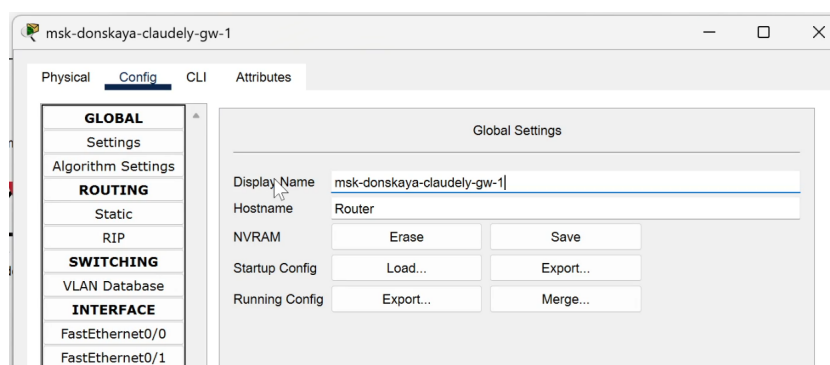 msk-donskaya-claudely-gw-1
Physical Config CLI Attributes
GLOBAL
Settings
Algorithm Settings
ROUTING
Static
RIP
SWITCHING
VLAN Database
INTERFACE
FastEthernet0/0
FastEthernet0/1
Global Settings
Display Name msk-donskaya-claudely-gw-1
Hostname Router
NVRAM Erase Save
Startup Config Load... Export...
Running Config Export... Merge...